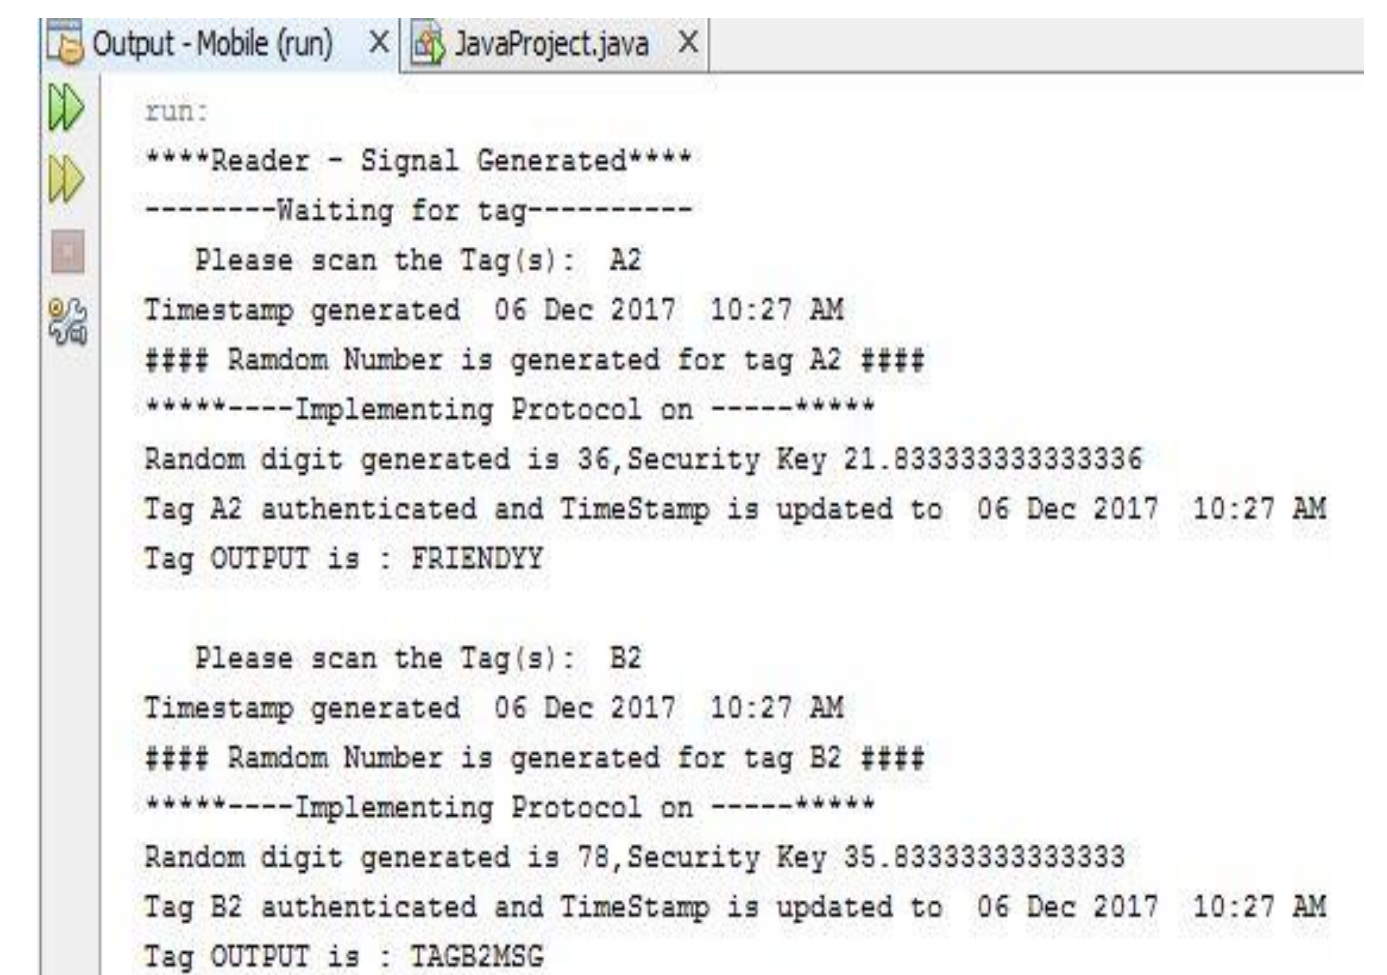 Output - Mobile (run) X JavaProject.java X
run:
****Reader - Signal Generated****
--------Waiting for tag----------
Please scan the Tag(s): A2
Timestamp generated 06 Dec 2017 10:27 AM
#### Ramdom Number is generated for tag A2 ####
*****----Implementing Protocol on -----*****
Random digit generated is 36,Security Key 21.833333333333336
Tag A2 authenticated and TimeStamp is updated to 06 Dec 2017 10:27 AM
Tag OUTPUT is : FRIENDYY
Please scan the Tag(s): B2
Timestamp generated 06 Dec 2017 10:27 AM
#### Ramdom Number is generated for tag B2 ####
*****----Implementing Protocol on -----*****
Random digit generated is 78,Security Key 35.83333333333333
Tag B2 authenticated and TimeStamp is updated to 06 Dec 2017 10:27 AM
Tag OUTPUT is : TAGB2MSG